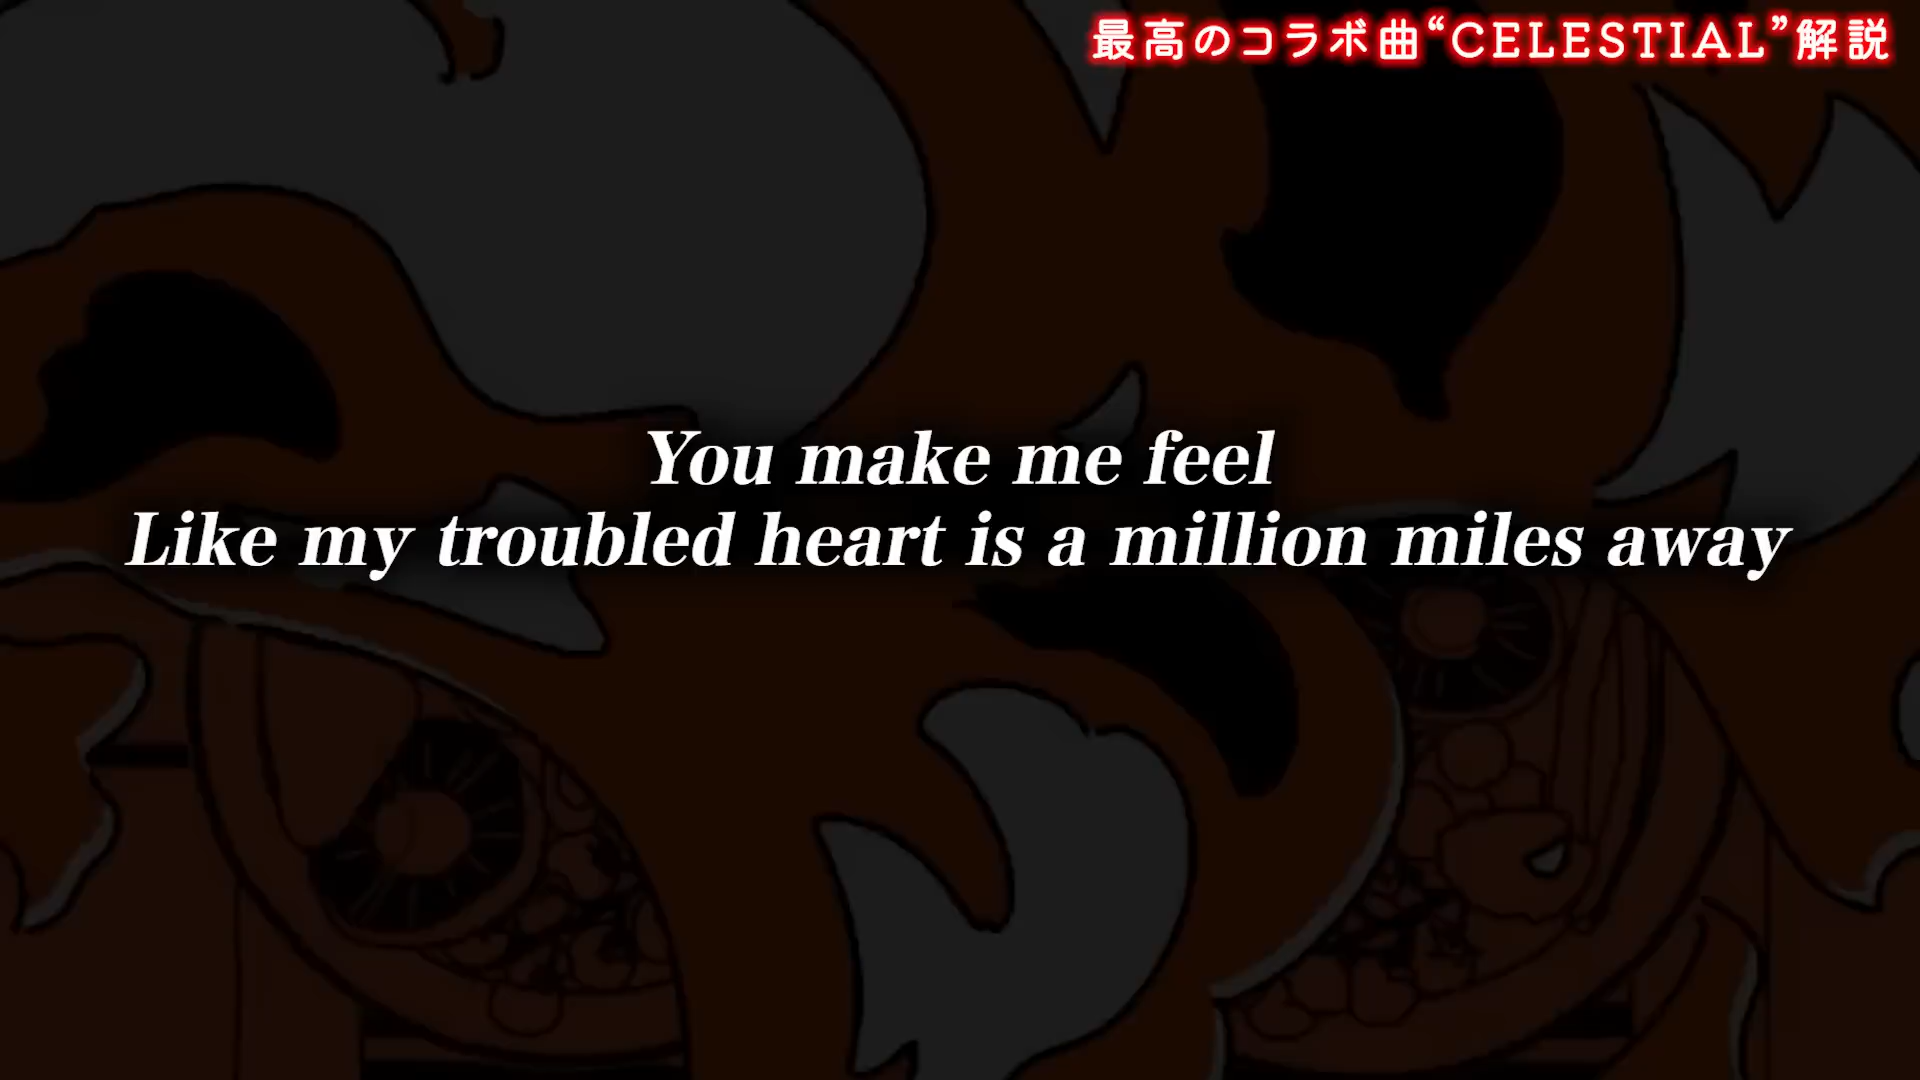 最高のコラボ曲“CELESTIAL”解説
You make me feel
Like my troubled heart is a million miles away